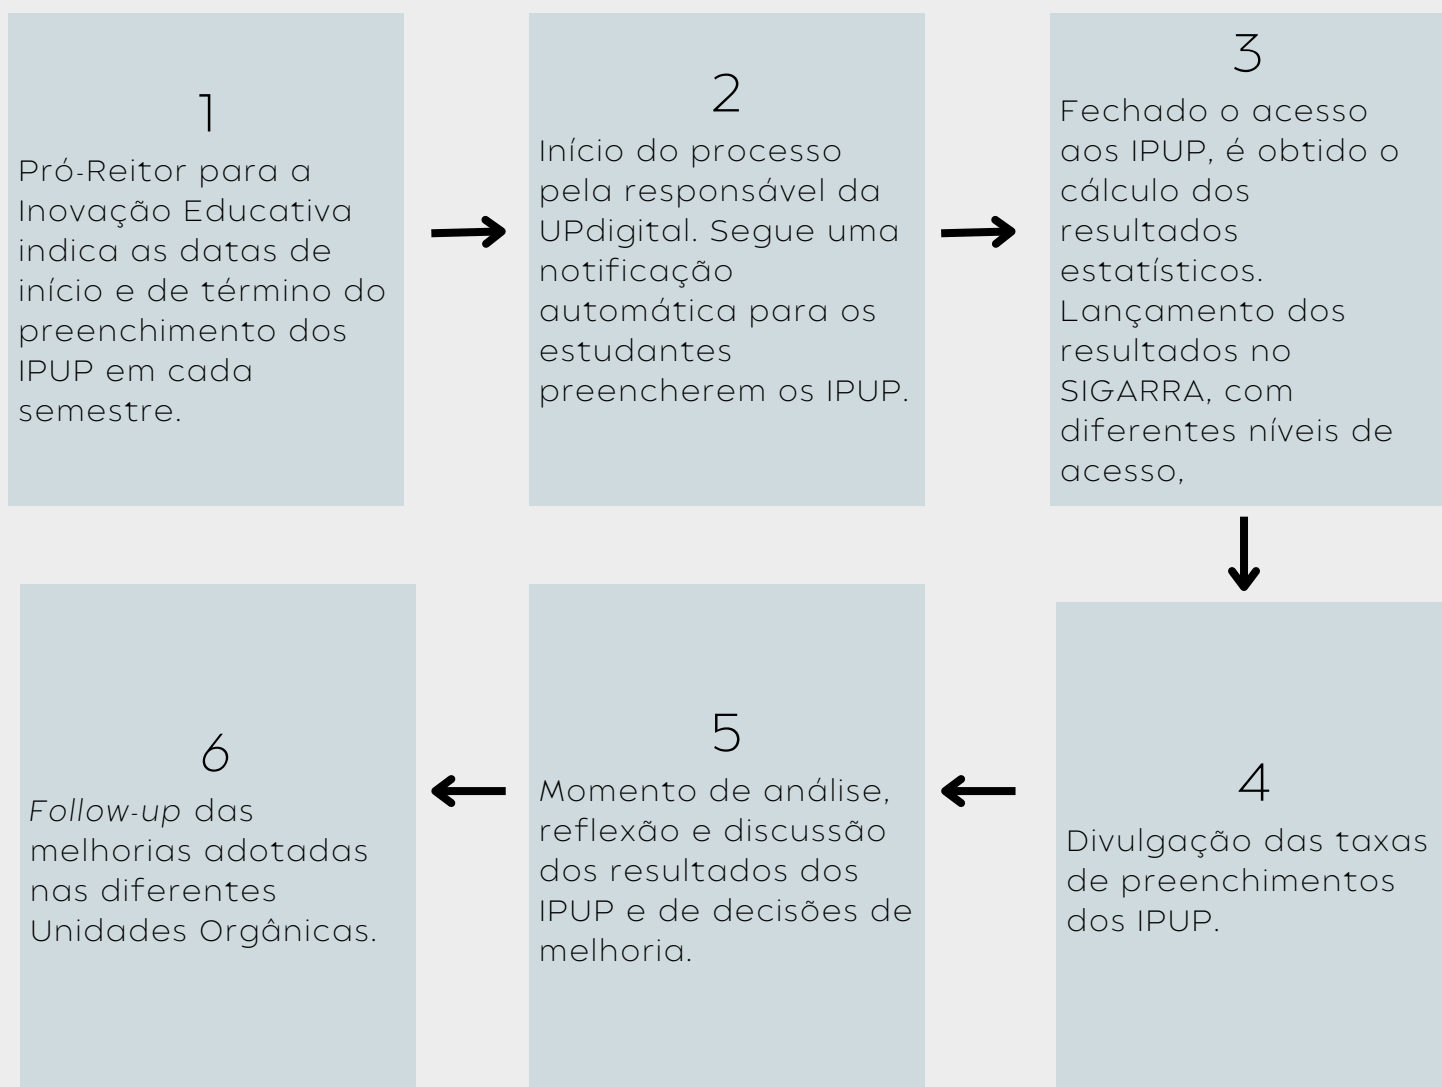 1
Pró-Reitor para a
Inovação Educativa
indica as datas de
início e de término do
preenchimento dos
IPUP em cada
semestre.
2
Início do processo
pela responsável da
UPdigital. Segue uma
notificação
automática para os
estudantes
preencherem os IPUP.
3
Fechado o acesso
aos IPUP, é obtido o
cálculo dos
resultados
estatísticos.
Lançamento dos
resultados no
SIGARRA, com
diferentes níveis de
acesso,
4
Divulgação das taxas
de preenchimentos
dos IPUP.
5
Momento de análise,
reflexão e discussão
dos resultados dos
IPUP e de decisões de
melhoria.
6
Follow-up das
melhorias adotadas
nas diferentes
Unidades Orgânicas.